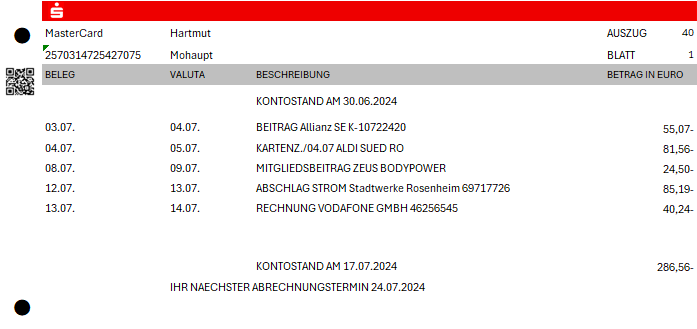 MasterCard Hartmut AUSZUG 40
2570314725427075 Mohaupt BLATT 1
BELEG VALUTA BESCHREIBUNG BETRAG IN EURO
KONTOSTAND AM 30.06.2024
03.07. 04.07. BEITRAG Allianz SE K-10722420 55,07-
04.07. 05.07. KARTENZ./04.07 ALDI SUED RO 81,56-
08.07. 09.07. MITGLIEDSBEITRAG ZEUS BODYPOWER 24,50-
12.07. 13.07. ABSCHLAG STROM Stadtwerke Rosenheim 69717726 85,19-
13.07. 14.07. RECHNUNG VODAFONE GMBH 46256545 40,24-
KONTOSTAND AM 17.07.2024 286,56-
IHR NAECHSTER ABRECHNUNGSTERMIN 24.07.2024